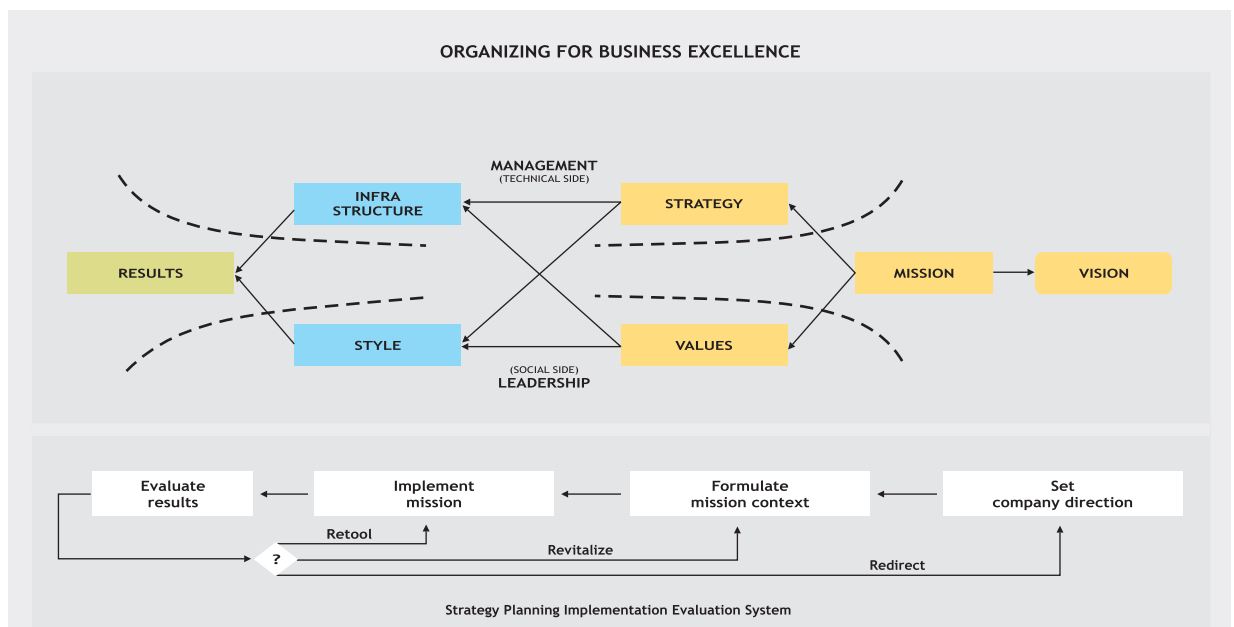 ORGANIZING FOR BUSINESS EXCELLENCE
MANAGEMENT
(TECHNICAL SIDE)
INFRA
STRUCTURE
STRATEGY
RESULTS
MISSION
VISION
STYLE
VALUES
(SOCIAL SIDE)
LEADERSHIP
Evaluate
results
Implement
mission
Formulate
mission context
Set
company direction
Retool
Revitalize
Redirect
?
Strategy Planning Implementation Evaluation System